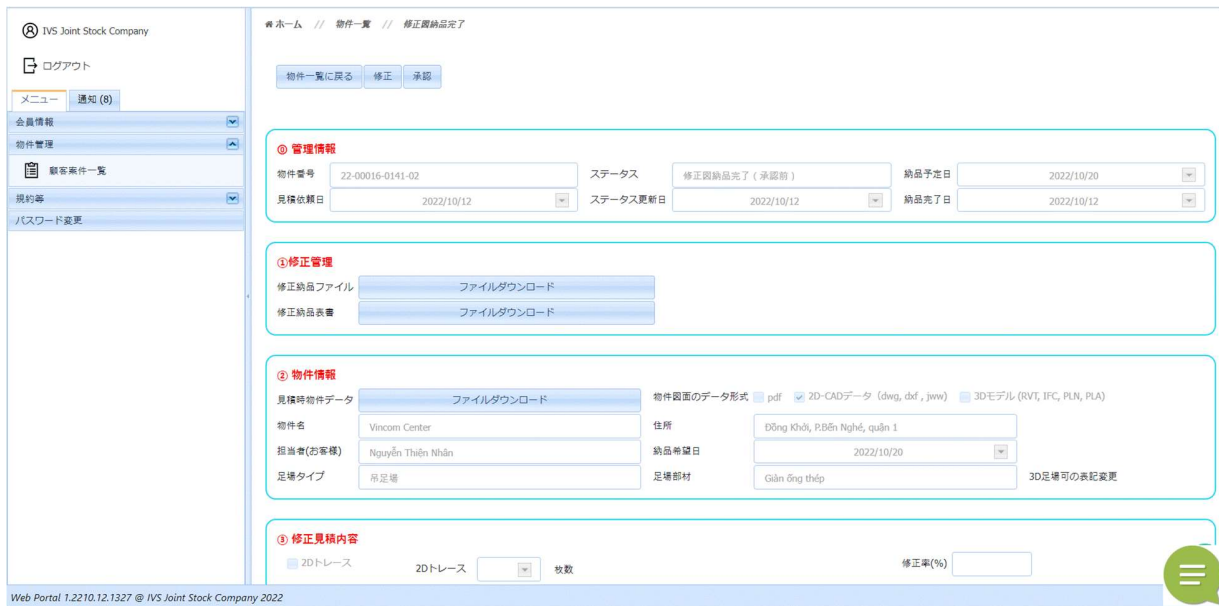 IVS Joint Stock Company
ログアウト
メニュー 通知 (8)
会員情報
物件管理
顧客案件一覧
規約等
パスワード変更
ホーム // 物件一覧 // 修正図納品完了
物件一覧に戻る 修正 承認
⓪ 管理情報
物件番号 22-00016-0141-02 ステータス 修正図納品完了 ( 承認前 ) 納品予定日 2022/10/20
見積依頼日 2022/10/12 ステータス更新日 2022/10/12 納品完了日 2022/10/12
①修正管理
修正納品ファイル ファイルダウンロード
修正納品表書 ファイルダウンロード
② 物件情報
見積時物件データ ファイルダウンロード 物件図面のデータ形式 pdf 2D-CADデータ (dwg, dxf , jww) 3Dモデル (RVT, IFC, PLN, PLA)
物件名 Vincom Center 住所 Đồng Khởi, P.Bến Nghé, quận 1
担当者(お客様) Nguyễn Thiện Nhân 納品希望日 2022/10/20
足場タイプ 吊足場 足場部材 Giàn ống thép 3D足場可の表記変更
③ 修正見積内容
2Dトレース 2Dトレース 枚数 修正率(%)
Web Portal 1.2210.12.1327 @ IVS Joint Stock Company 2022